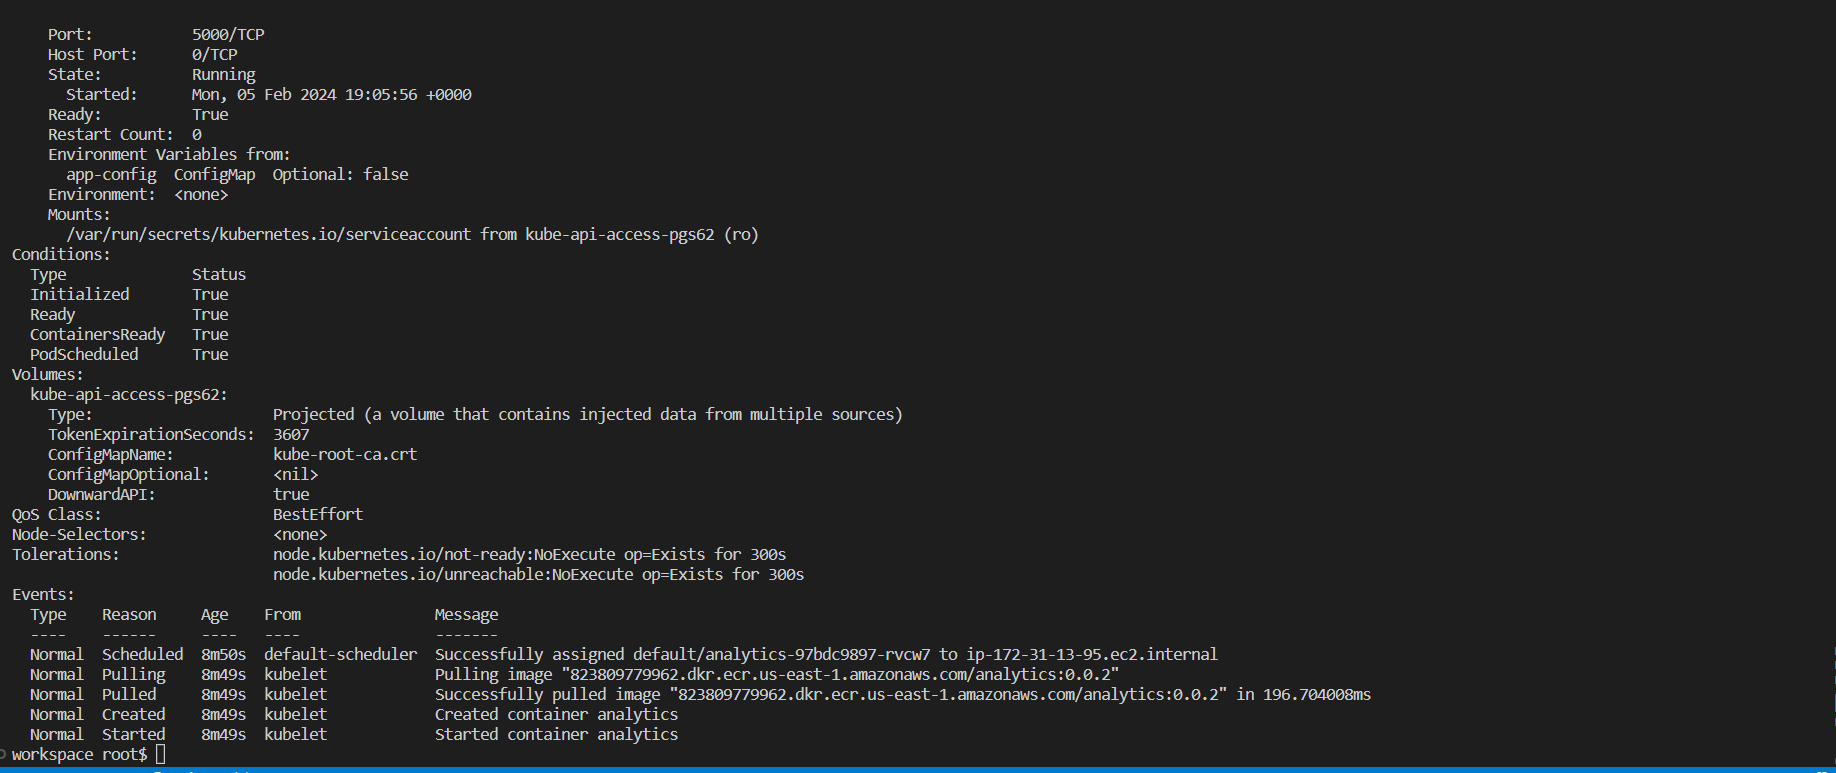 Port: 5000/TCP
Host Port: 0/TCP
State: Running
Started: Mon, 05 Feb 2024 19:05:56 +0000
Ready: True
Restart Count: 0
Environment Variables from:
app-config ConfigMap Optional: false
Environment: <none>
Mounts:
/var/run/secrets/kubernetes.io/serviceaccount from kube-api-access-pgs62 (ro)
Conditions:
Type Status
Initialized True
Ready True
ContainersReady True
PodScheduled True
Volumes:
kube-api-access-pgs62:
Type: Projected (a volume that contains injected data from multiple sources)
TokenExpirationSeconds: 3607
ConfigMapName: kube-root-ca.crt
ConfigMapOptional: <nil>
DownwardAPI: true
QoS Class: BestEffort
Node-Selectors: <none>
Tolerations: node.kubernetes.io/not-ready:NoExecute op=Exists for 300s
node.kubernetes.io/unreachable:NoExecute op=Exists for 300s
Events:
Type Reason Age From Message
---- ------ ---- ---- -------
Normal Scheduled 8m50s default-scheduler Successfully assigned default/analytics-97bdc9897-rvcw7 to ip-172-31-13-95.ec2.internal
Normal Pulling 8m49s kubelet Pulling image "823809779962.dkr.ecr.us-east-1.amazonaws.com/analytics:0.0.2"
Normal Pulled 8m49s kubelet Successfully pulled image "823809779962.dkr.ecr.us-east-1.amazonaws.com/analytics:0.0.2" in 196.704008ms
Normal Created 8m49s kubelet Created container analytics
Normal Started 8m49s kubelet Started container analytics
workspace root$